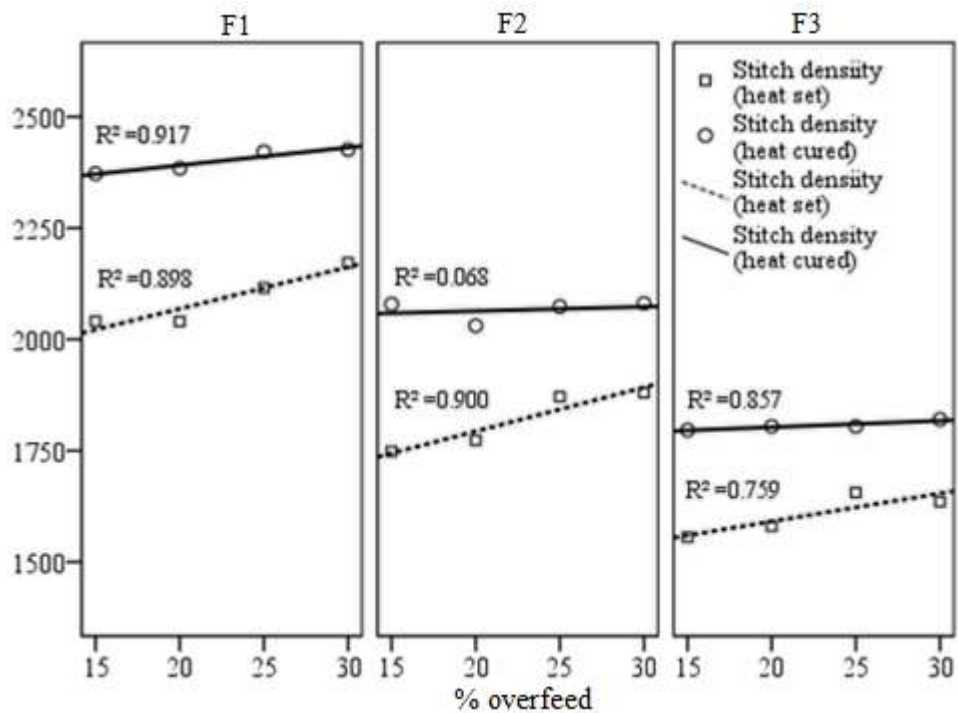 F1
F2
F3
2500
2250
2000
1750
1500
R² =0.917
R² =0.898
R² =0.068
R² =0.900
R² =0.857
R² =0.759
Stitch densiity
(heat set)
Stitch density
(heat cured)
Stitch densiity
(heat set)
Stitch density
(heat cured)
15 20 25 30
15 20 25 30
15 20 25 30
% overfeed